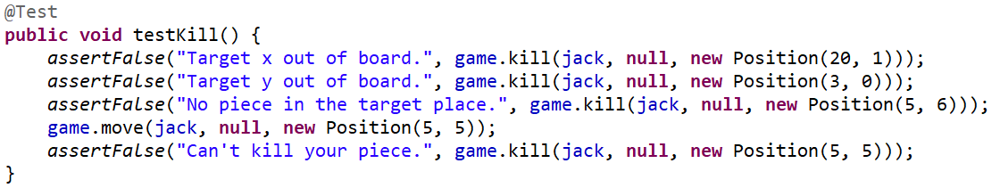 @Test
public void testKill() {
    assertFalse("Target x out of board.", game.kill(jack, null, new Position(20, 1)));
    assertFalse("Target y out of board.", game.kill(jack, null, new Position(3, 0)));
    assertFalse("No piece in the target place.", game.kill(jack, null, new Position(5, 6)));
    game.move(jack, null, new Position(5, 5));
    assertFalse("Can't kill your piece.", game.kill(jack, null, new Position(5, 5)));
}